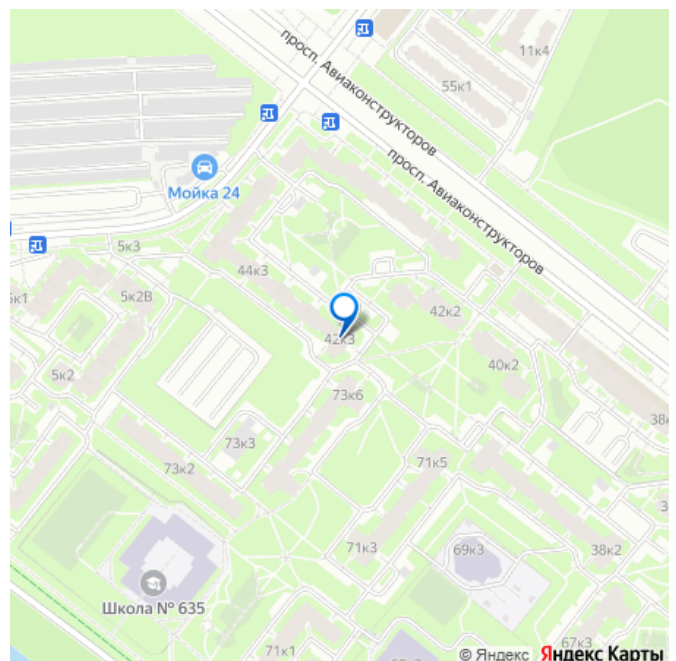 просп. Авиаконструкторов
11к4
55к1
просп. Авиаконструкторов
Мойка 24
5к3
44к3
5к2В
42к2
42к3
40к2
5к2
73к6
38к
73к3
73к2
71к5
71к3
69к3
38к2
Школа № 635
71к1
67к3
© Яндекс Яндекс Карты